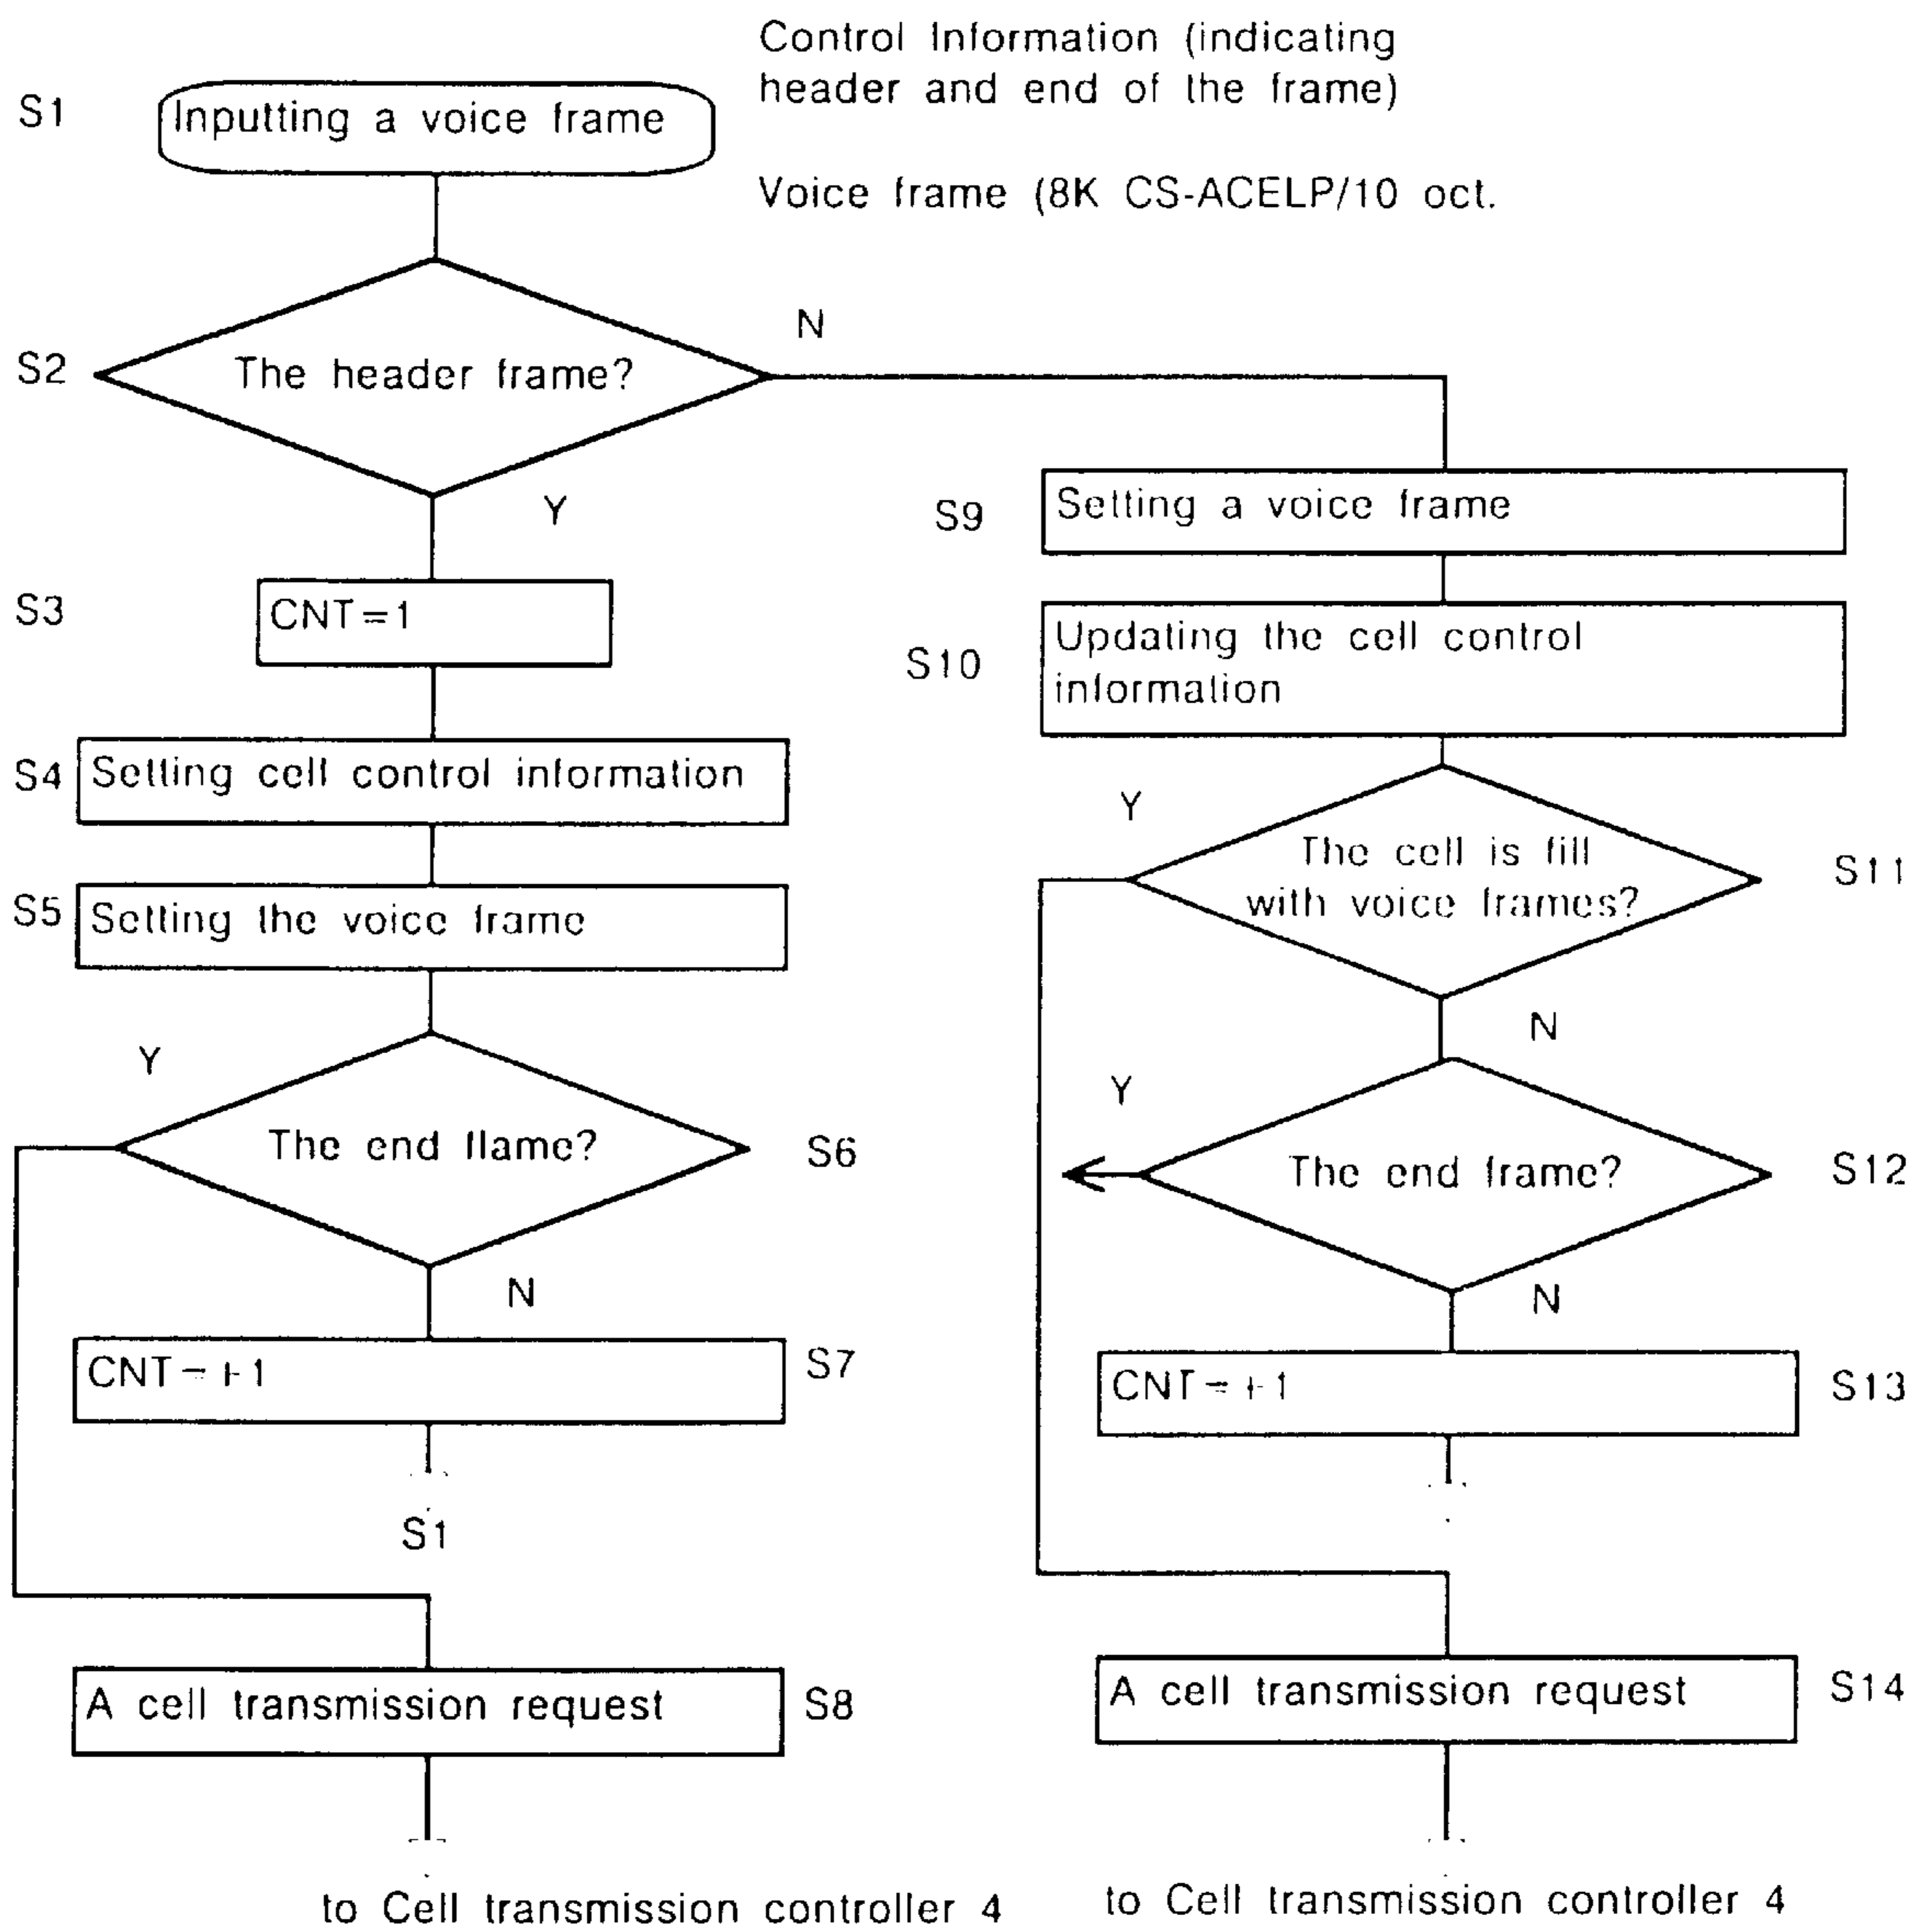 Control Information (indicating
header and end of the frame)
S1
Inputting a voice frame
Voice frame (8K CS-ACELP/10 oct.
N
S2
The header frame?
Y
S9
Setting a voice frame
S3
CNT=1
S10
Updating the cell control
information
S4
Setting cell control information
Y
The cell is fill
with voice frames?
S11
S5
Setting the voice frame
N
Y
Y
The end flame?
S6
The end frame?
S12
N
N
CNT=+1
S7
CNT=+1
S13
S1
A cell transmission request
S8
A cell transmission request
S14
to Cell transmission controller 4
to Cell transmission controller 4